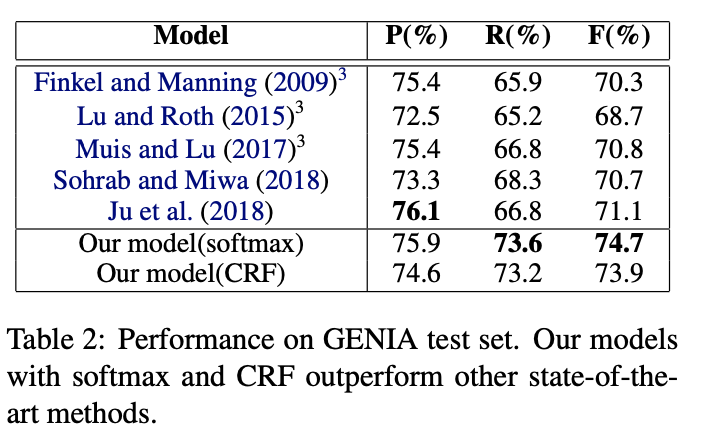 Model P(%) R(%) F(%)
Finkel and Manning (2009)³ 75.4 65.9 70.3
Lu and Roth (2015)³ 72.5 65.2 68.7
Muis and Lu (2017)³ 75.4 66.8 70.8
Sohrab and Miwa (2018) 73.3 68.3 70.7
Ju et al. (2018) 76.1 66.8 71.1
Our model(softmax) 75.9 73.6 74.7
Our model(CRF) 74.6 73.2 73.9
Table 2: Performance on GENIA test set. Our models
with softmax and CRF outperform other state-of-the-
art methods.